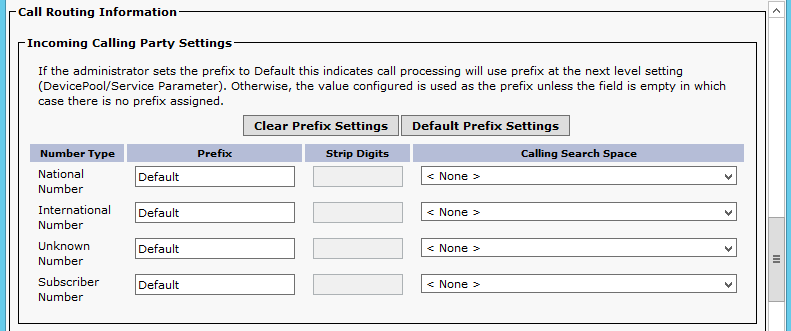 Call Routing Information
Incoming Calling Party Settings
If the administrator sets the prefix to Default this indicates call processing will use prefix at the next level setting
(DevicePool/Service Parameter). Otherwise, the value configured is used as the prefix unless the field is empty in which
case there is no prefix assigned.
Clear Prefix Settings Default Prefix Settings
Number Type Prefix Strip Digits Calling Search Space
National
Number Default < None >
International
Number Default < None >
Unknown
Number Default < None >
Subscriber
Number Default < None >